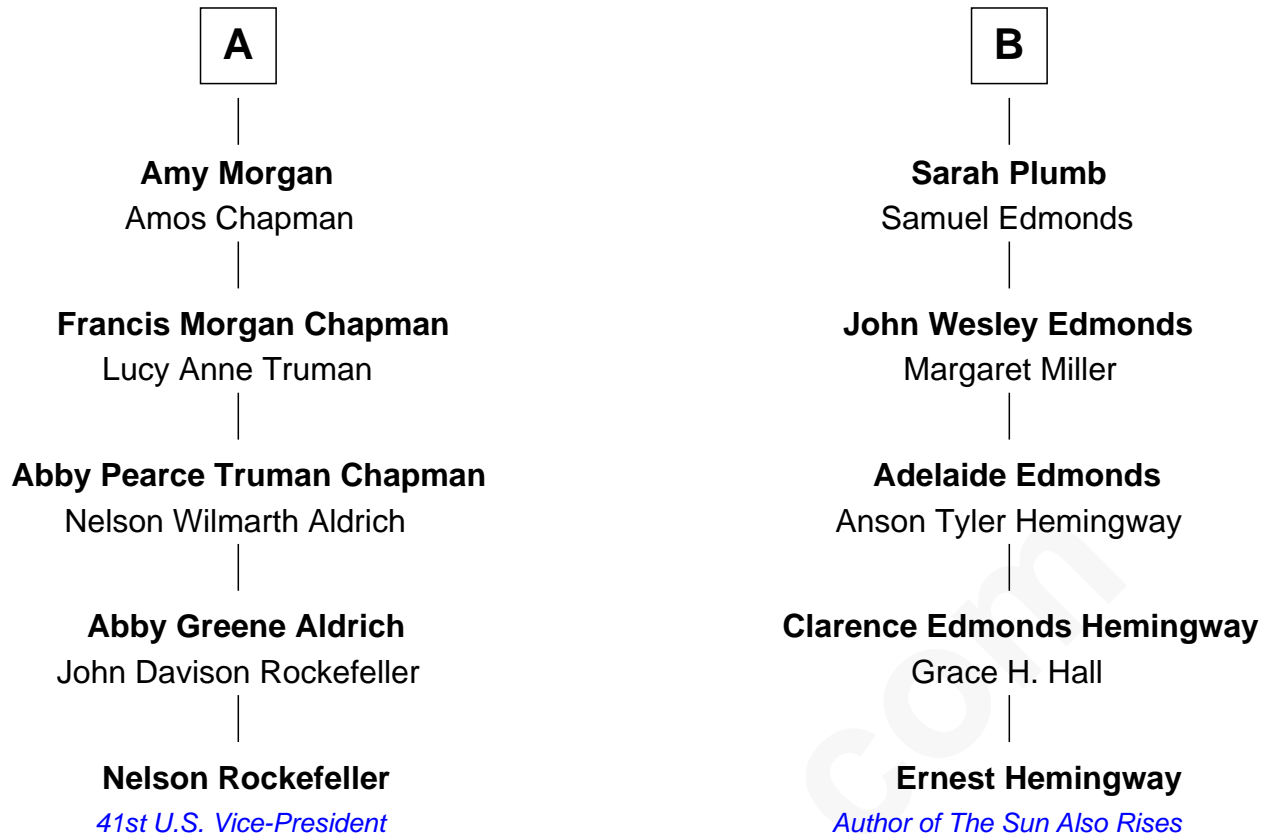 A
Amy Morgan
Amos Chapman
Francis Morgan Chapman
Lucy Anne Truman
Abby Pearce Truman Chapman
Nelson Wilmarth Aldrich
Abby Greene Aldrich
John Davison Rockefeller
Nelson Rockefeller
41st U.S. Vice-President
B
Sarah Plumb
Samuel Edmonds
John Wesley Edmonds
Margaret Miller
Adelaide Edmonds
Anson Tyler Hemingway
Clarence Edmonds Hemingway
Grace H. Hall
Ernest Hemingway
Author of The Sun Also Rises
com